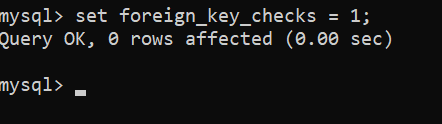 mysql> set foreign_key_checks = 1;
Query OK, 0 rows affected (0.00 sec)
mysql> _